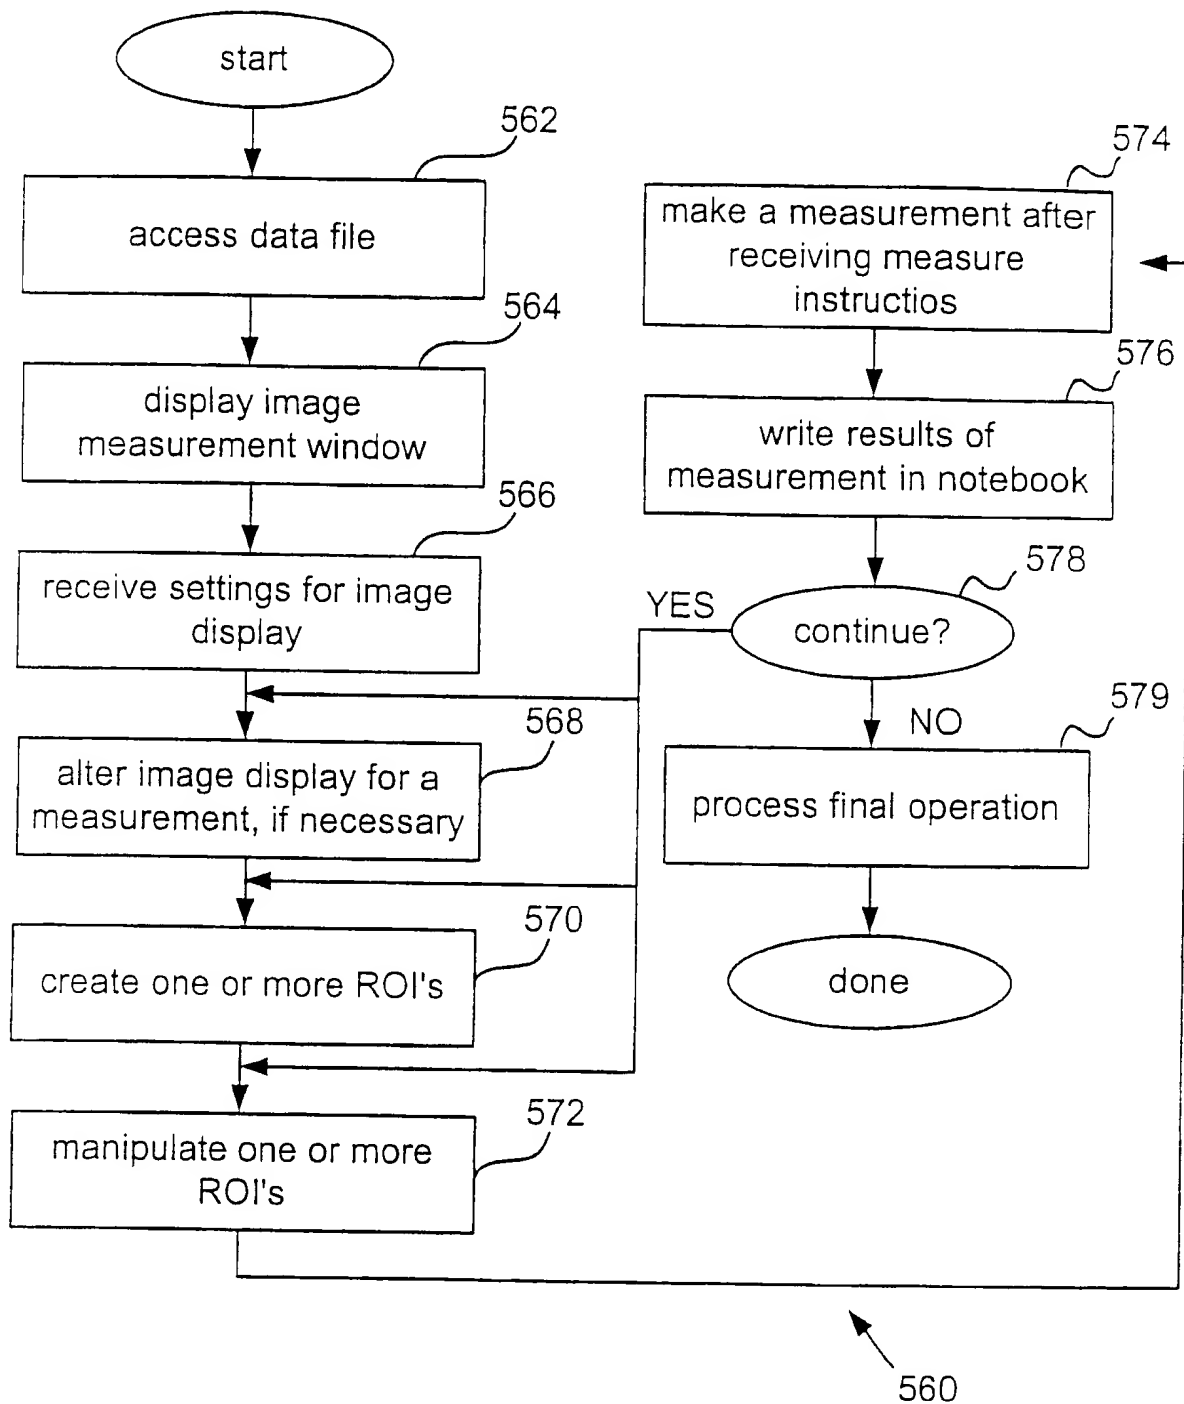 start
562
access data file
564
display image
measurement window
566
receive settings for image
display
568
alter image display for a
measurement, if necessary
570
create one or more ROI's
572
manipulate one or more
ROI's
574
make a measurement after
receiving measure
instructios
576
write results of
measurement in notebook
578
YES
continue?
NO
579
process final operation
done
560